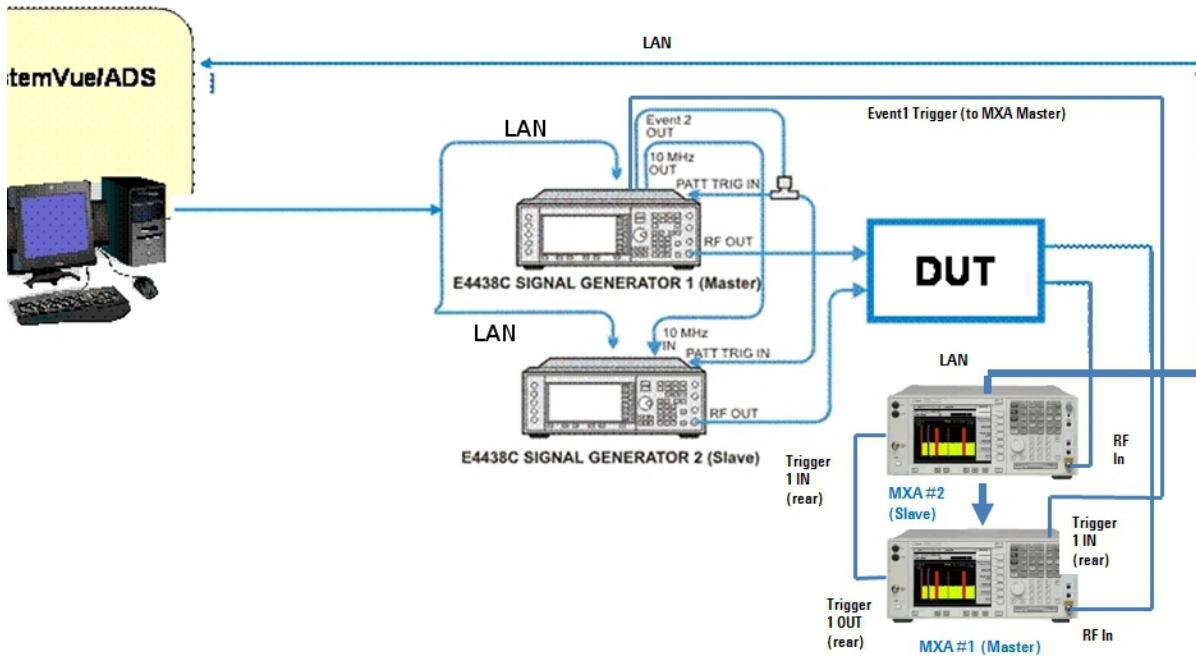 LAN
stemVue/ADS
Event1 Trigger (to MXA Master)
LAN
Event 2
OUT
10 MHz
OUT
PATT TRIG IN
RF OUT
DUT
E4438C SIGNAL GENERATOR 1 (Master)
LAN
10 MHz
IN
PATT TRIG IN
LAN
RF OUT
E4438C SIGNAL GENERATOR 2 (Slave)
RF
In
Trigger
1 IN
(rear)
MXA #2
(Slave)
Trigger
1 IN
(rear)
Trigger
1 OUT
(rear)
RF In
MXA #1 (Master)